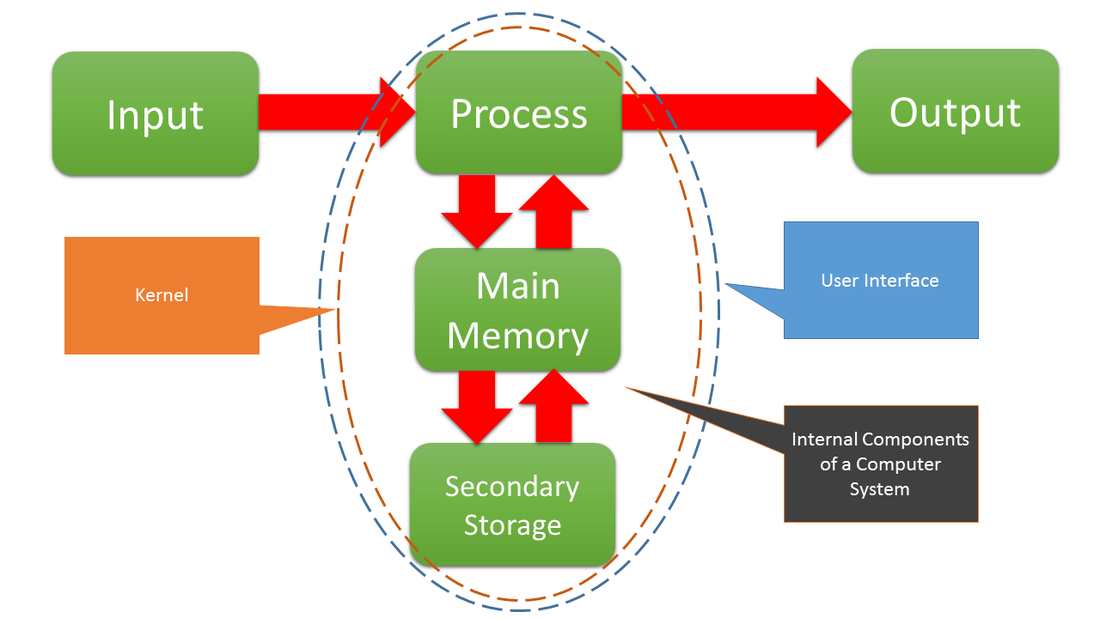 Input
Process
Output
Kernel
Main
Memory
User Interface
Secondary
Storage
Internal Components
of a Computer
System